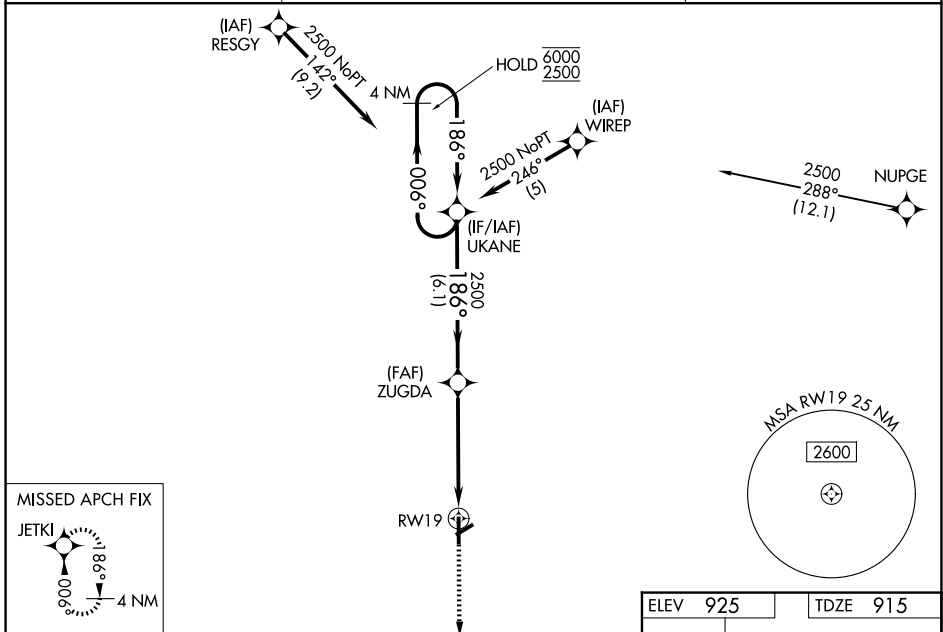 (IAF)
RESGY
2500 NoPT
142°
(9.2)
4 NM
HOLD 6000
2500
186°
006°
(IAF)
WIREP
2500 NoPT
246°
(5)
NUPGE
2500
288°
(12.1)
(IF/IAF)
UKANE
2500
186°
(6.1)
(FAF)
ZUGDA
RW19
MSA RW19 25 NM
2600
MISSED APCH FIX
JETKI
186°
006°
4 NM
ELEV 925
TDZE 915